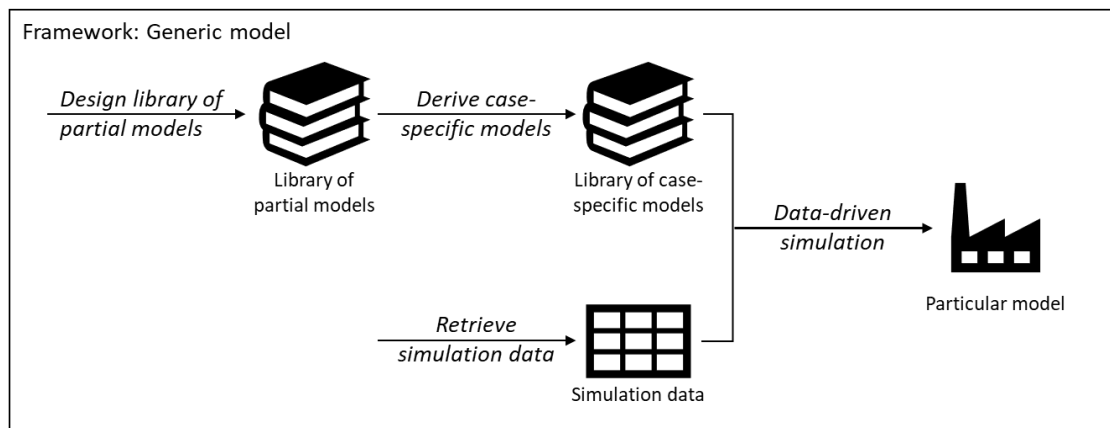 Framework: Generic model
Design library of
partial models
Derive case-
specific models
Library of
partial models
Library of case-
specific models
Data-driven
simulation
Particular model
Retrieve
simulation data
Simulation data